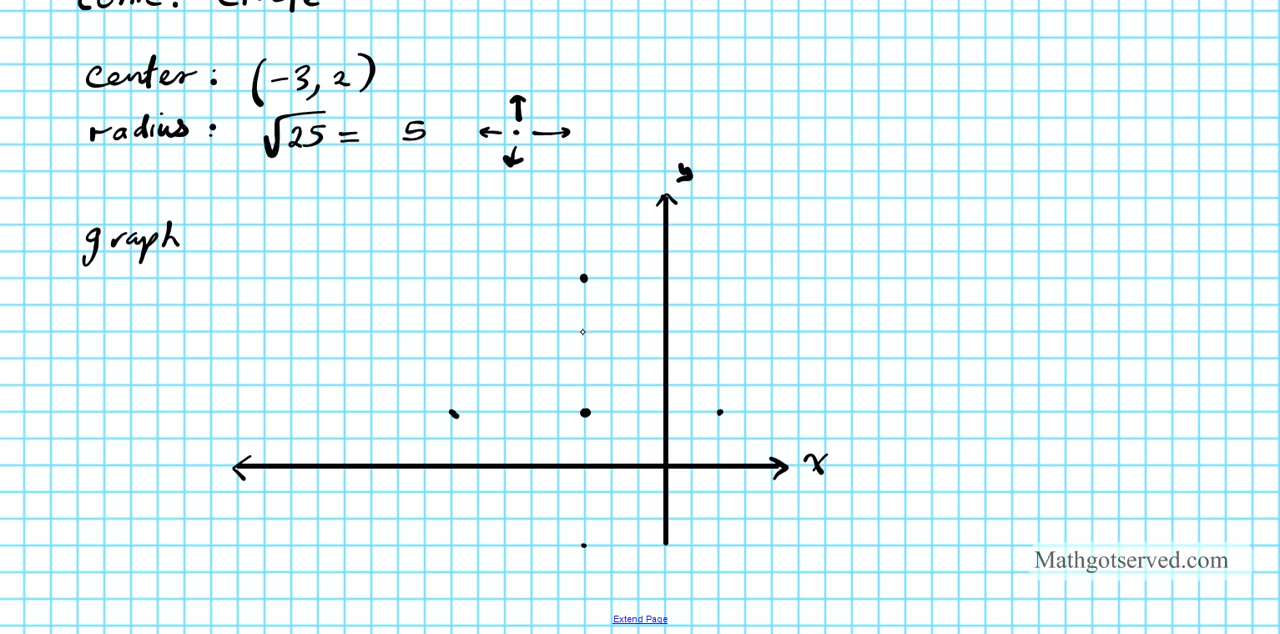 center: (-3, 2)
radius: √25 = 5
y
graph
x
Mathgotserved.com
Extend Page